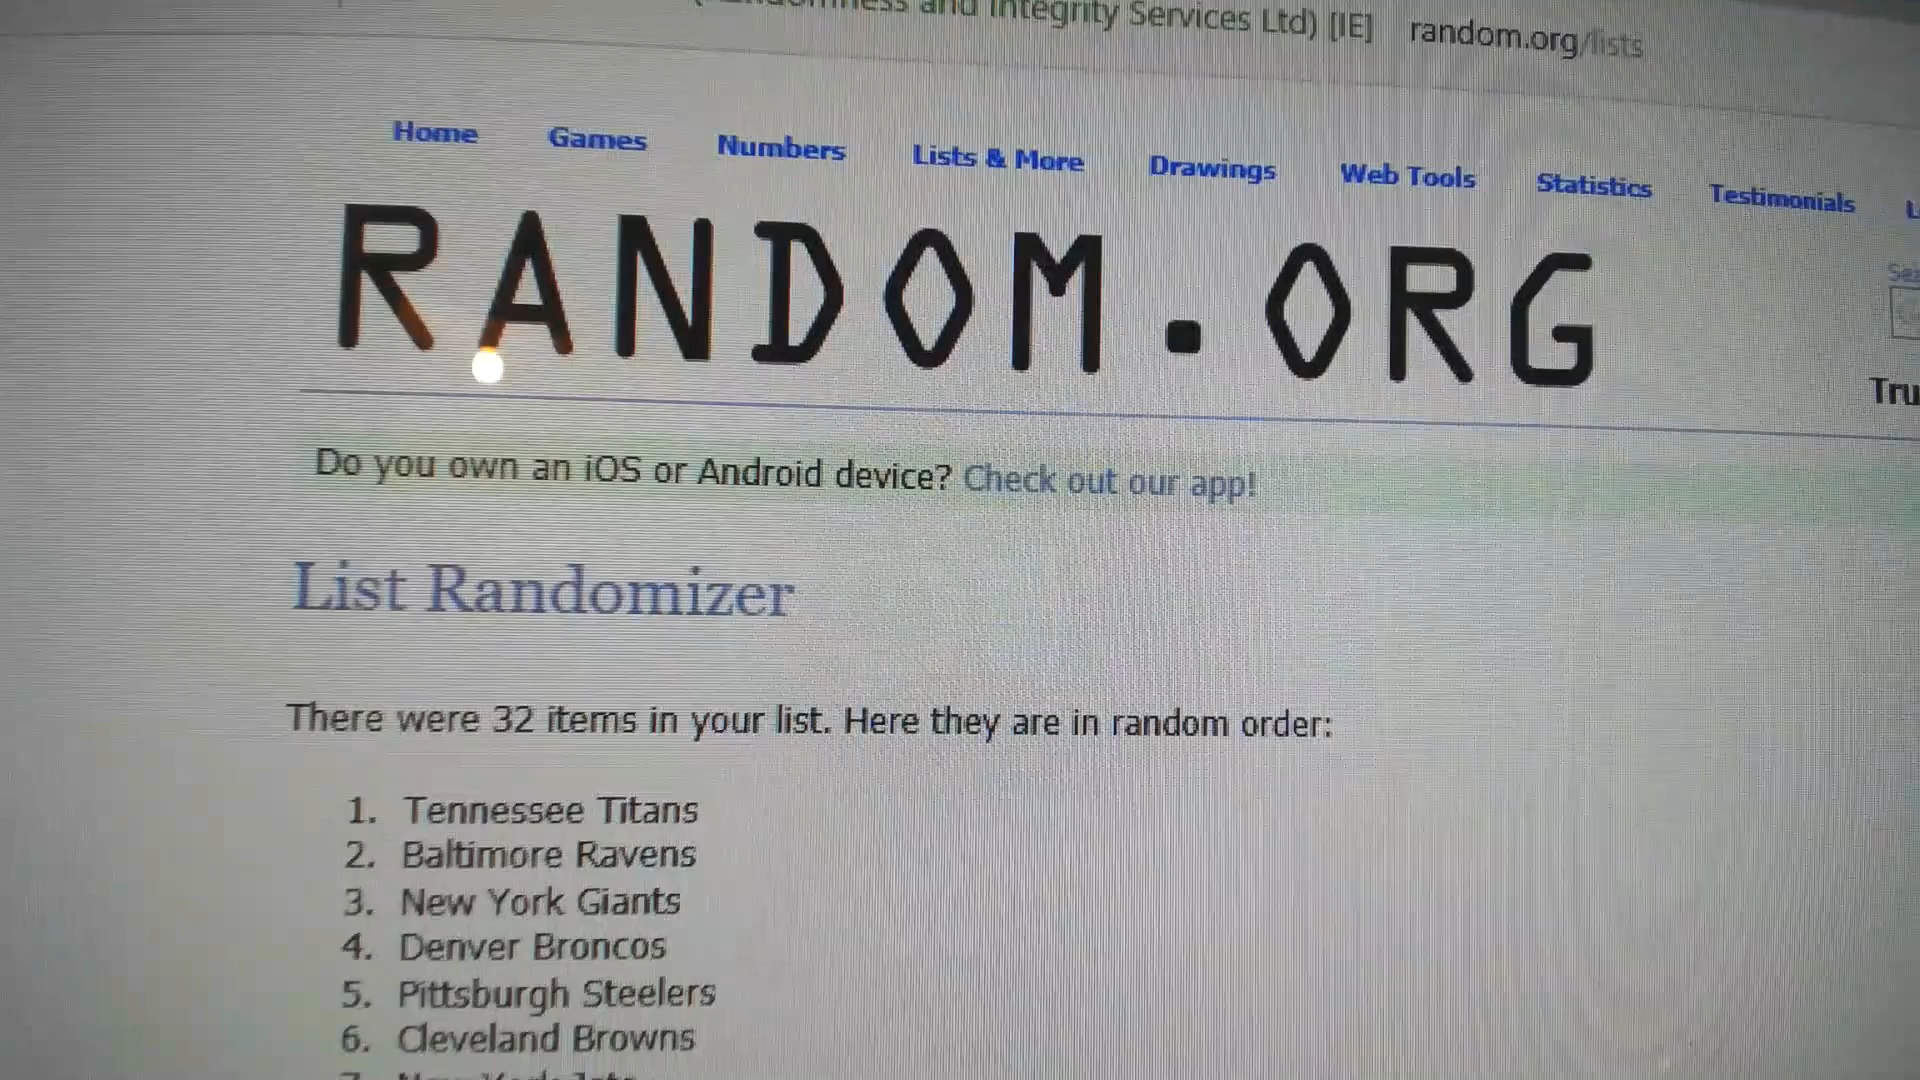 and Integrity Services Ltd) [IE] random.org/lists
Home Games Numbers Lists & More Drawings Web Tools Statistics Testimonials
RANDOM.ORG
Do you own an iOS or Android device? Check out our app!
List Randomizer
There were 32 items in your list. Here they are in random order:
1. Tennessee Titans
2. Baltimore Ravens
3. New York Giants
4. Denver Broncos
5. Pittsburgh Steelers
6. Cleveland Browns